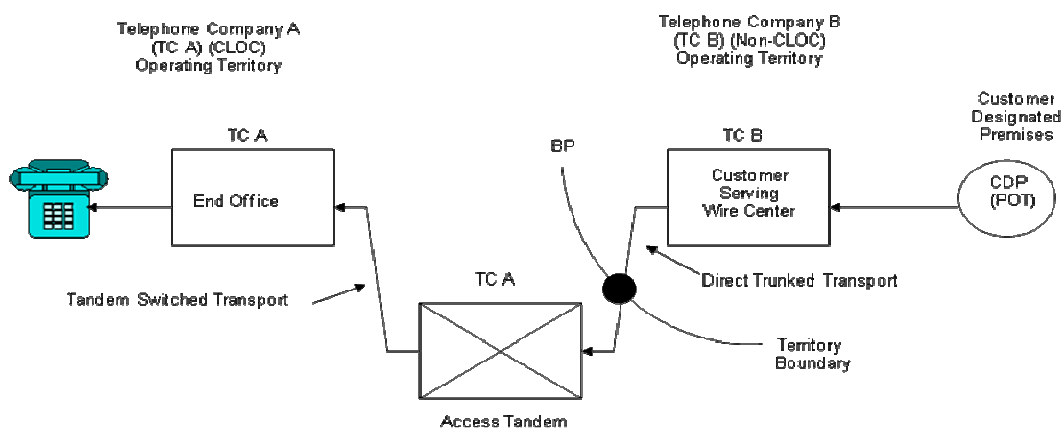 Telephone Company A
(TC A) (CLOC)
Operating Territory
Telephone Company B
(TC B) (Non-CLOC)
Operating Territory
Customer
Designated
Premises
TC A
End Office
BP
TC B
Customer
Serving
Wire Center
CDP
(POT)
Tandem Switched Transport
TC A
Direct Trunked Transport
Territory
Boundary
Access Tandem